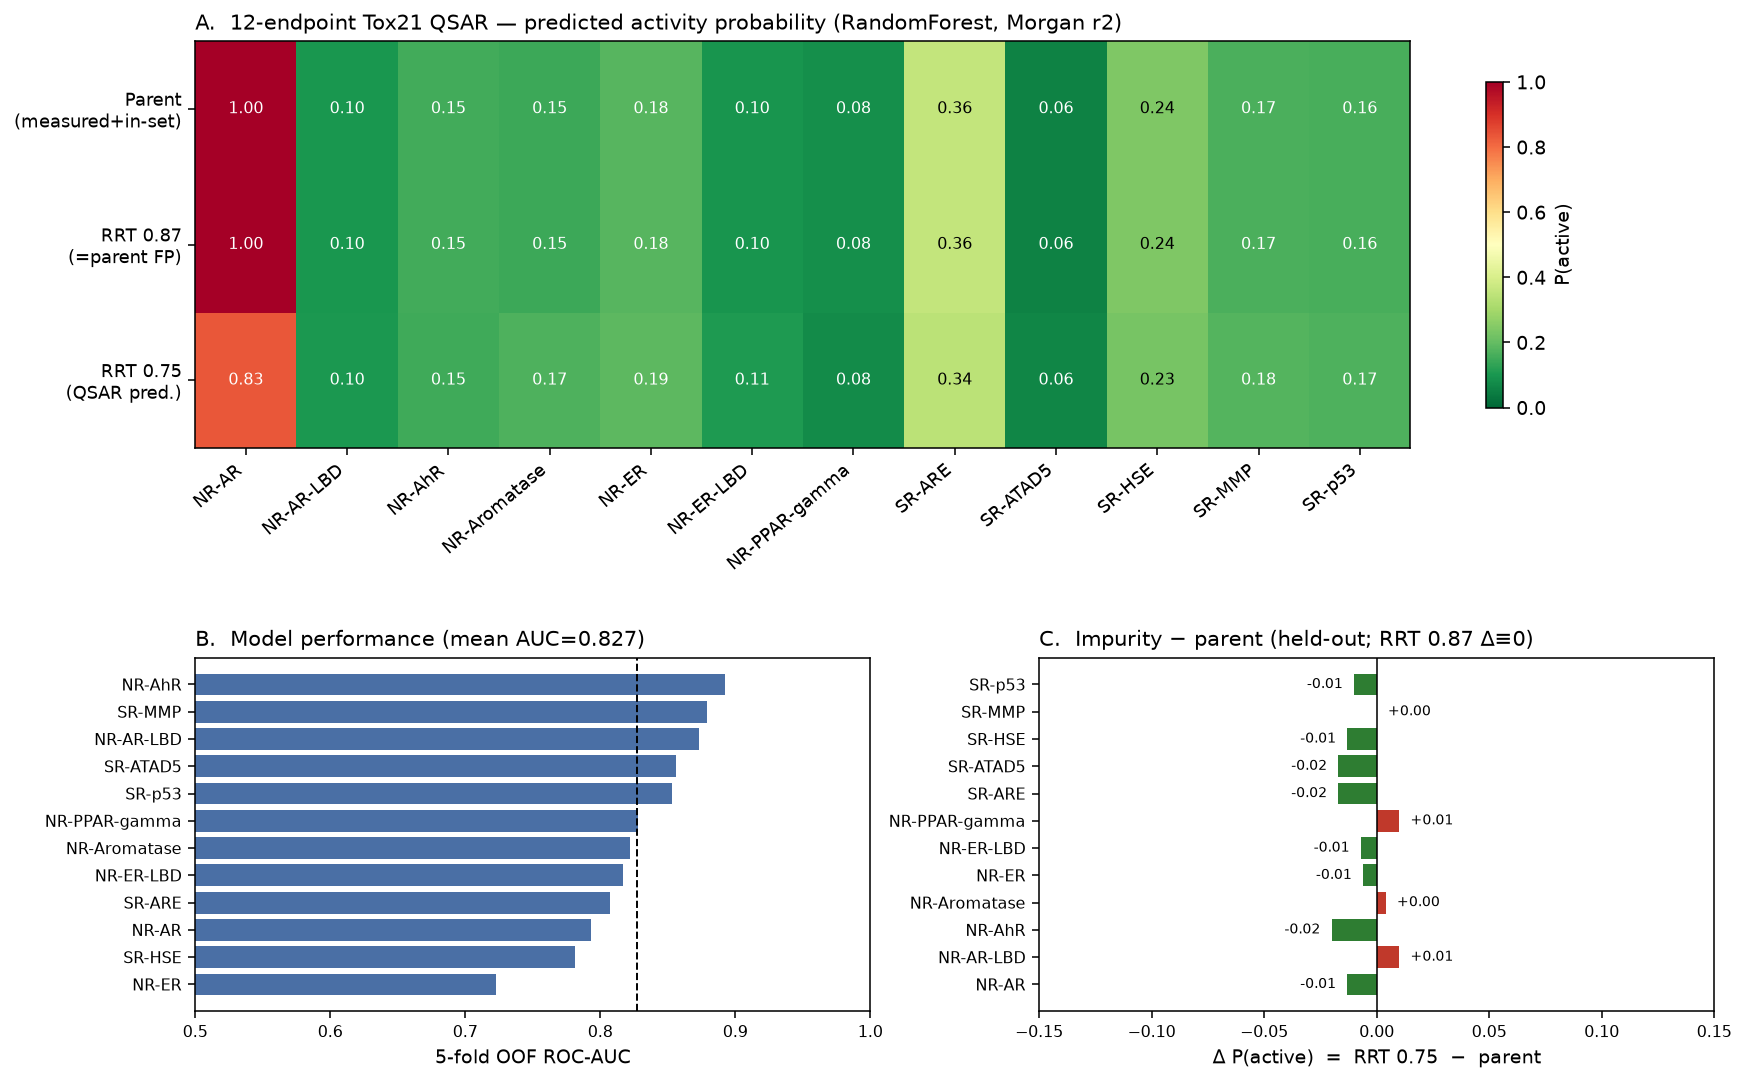 A.  12-endpoint Tox21 QSAR — predicted activity probability (RandomForest, Morgan r2)
Parent
(measured+in-set)
1.00 0.10 0.15 0.15 0.18 0.10 0.08 0.36 0.06 0.24 0.17 0.16
RRT 0.87
(=parent FP)
1.00 0.10 0.15 0.15 0.18 0.10 0.08 0.36 0.06 0.24 0.17 0.16
RRT 0.75
(QSAR pred.)
0.83 0.10 0.15 0.17 0.19 0.11 0.08 0.34 0.06 0.23 0.18 0.17
NR-AR NR-AR-LBD NR-AhR NR-Aromatase NR-ER NR-ER-LBD NR-PPAR-gamma SR-ARE SR-ATAD5 SR-HSE SR-MMP SR-p53
1.0
0.8
0.6
0.4
0.2
0.0
P(active)
B.  Model performance (mean AUC=0.827)
NR-AhR
SR-MMP
NR-AR-LBD
SR-ATAD5
SR-p53
NR-PPAR-gamma
NR-Aromatase
NR-ER-LBD
SR-ARE
NR-AR
SR-HSE
NR-ER
0.5 0.6 0.7 0.8 0.9 1.0
5-fold OOF ROC-AUC
C.  Impurity − parent (held-out; RRT 0.87 Δ≡0)
SR-p53 -0.01
SR-MMP +0.00
SR-HSE -0.01
SR-ATAD5 -0.02
SR-ARE -0.02
NR-PPAR-gamma +0.01
NR-ER-LBD -0.01
NR-ER -0.01
NR-Aromatase +0.00
NR-AhR -0.02
NR-AR-LBD +0.01
NR-AR -0.01
−0.15 −0.10 −0.05 0.00 0.05 0.10 0.15
Δ P(active)  =  RRT 0.75  −  parent